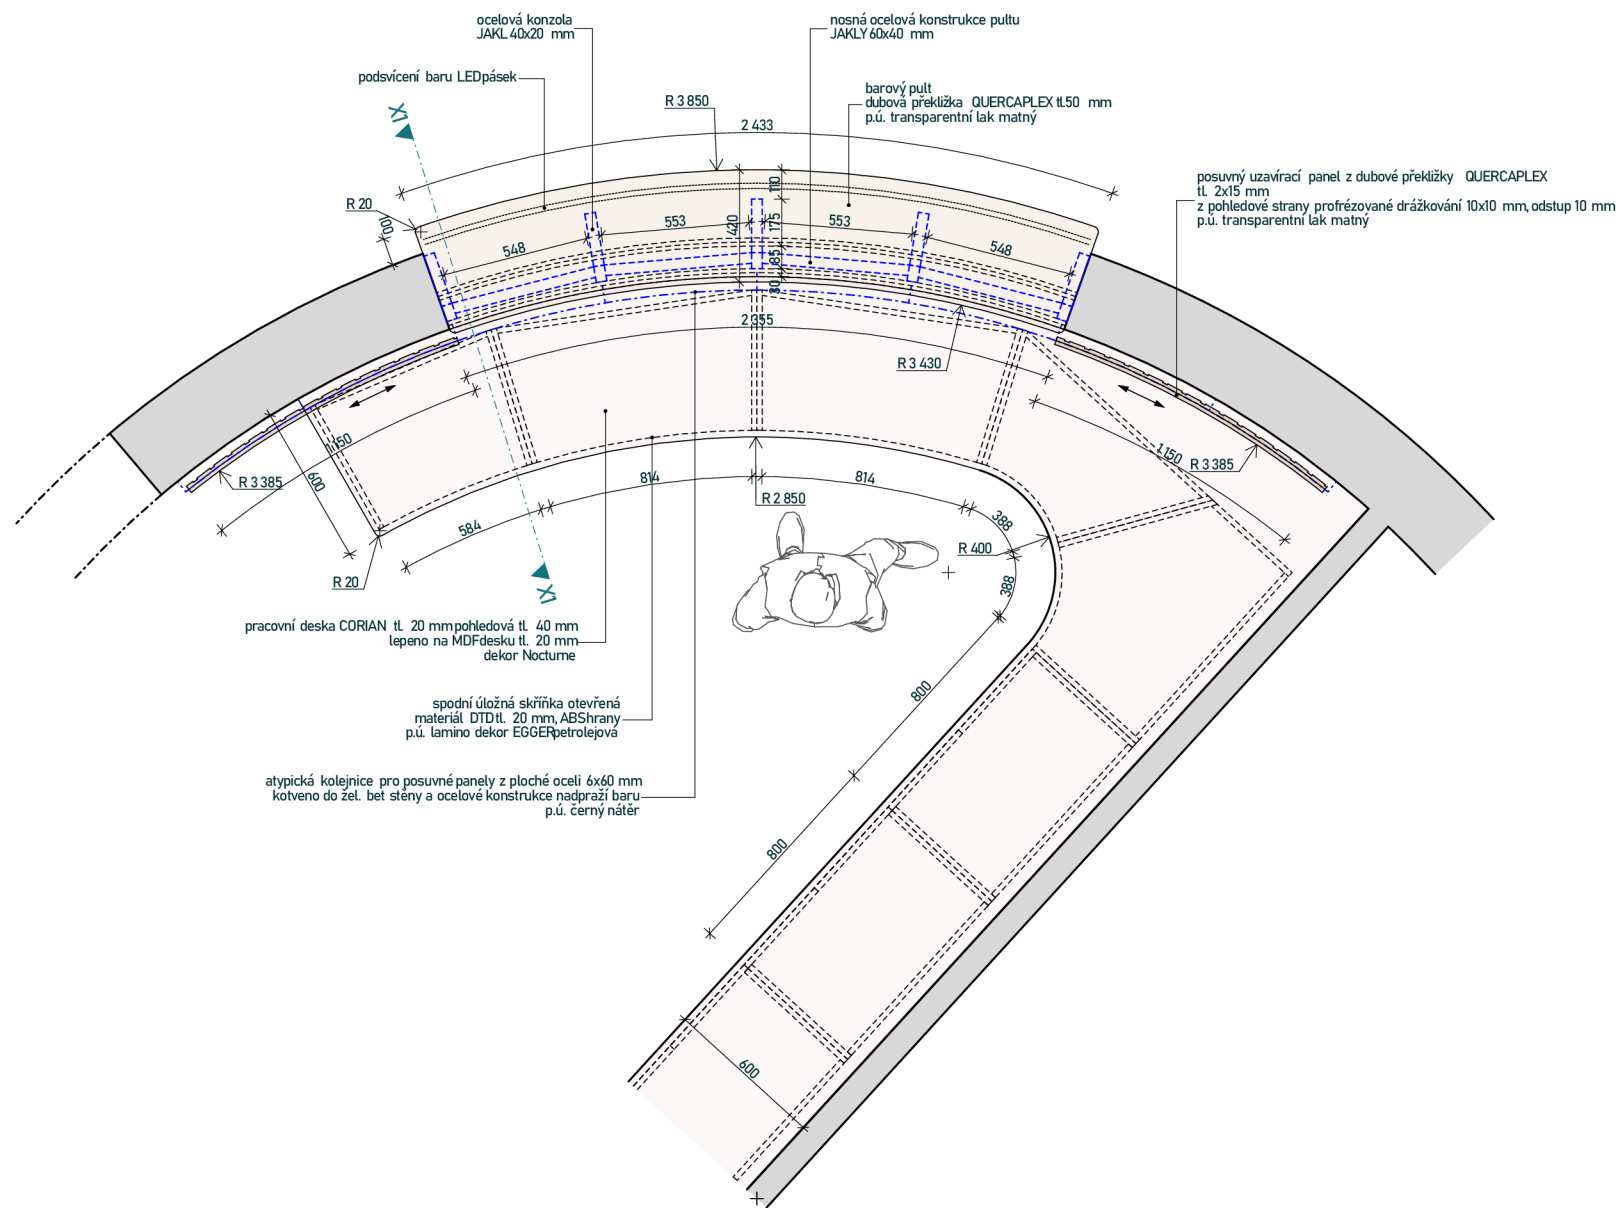 ocelová konzola
JAKL 40x20 mm
nosná ocelová konstrukce pultu
JAKLY 60x40 mm
podsvícení baru LED pásek
barový pult
dubová překližka QUERCAPLEX tl.50 mm
p.ú. transparentní lak matný
R 3 850
X1
2 433
posuvný uzavírací panel z dubové překližky QUERCAPLEX
tl. 2x15 mm
z pohledové strany profrézované drážkování 10x10 mm, odstup 10 mm
p.ú. transparentní lak matný
R 20
100
110
420
175
553
553
548
548
85
80
2 355
R 3 430
1 150
1 150
R 3 385
R 3 385
600
814
814
R 2 850
584
388
R 400
388
R 20
X1
pracovní deska CORIAN tl. 20 mm pohledová tl. 40 mm
lepeno na MDF desku tl. 20 mm
dekor Nocturne
800
spodní úložná skříňka otevřená
materiál DTD tl. 20 mm, ABS hrany
p.ú. lamino dekor EGGER petrolejová
atypická kolejnice pro posuvné panely z ploché oceli 6x60 mm
kotveno do žel. bet stěny a ocelové konstrukce nadpraží baru
p.ú. černý nátěr
800
600